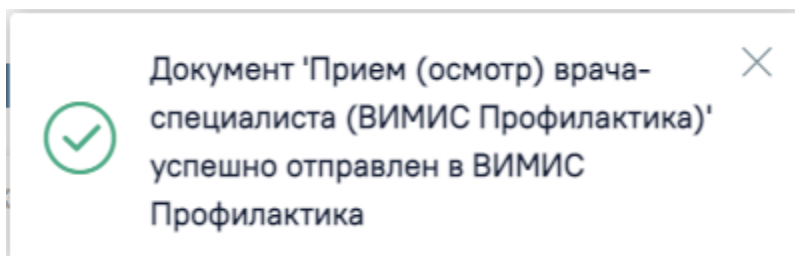 Документ 'Прием (осмотр) врача-
специалиста (ВИМИС Профилактика)'
успешно отправлен в ВИМИС
Профилактика